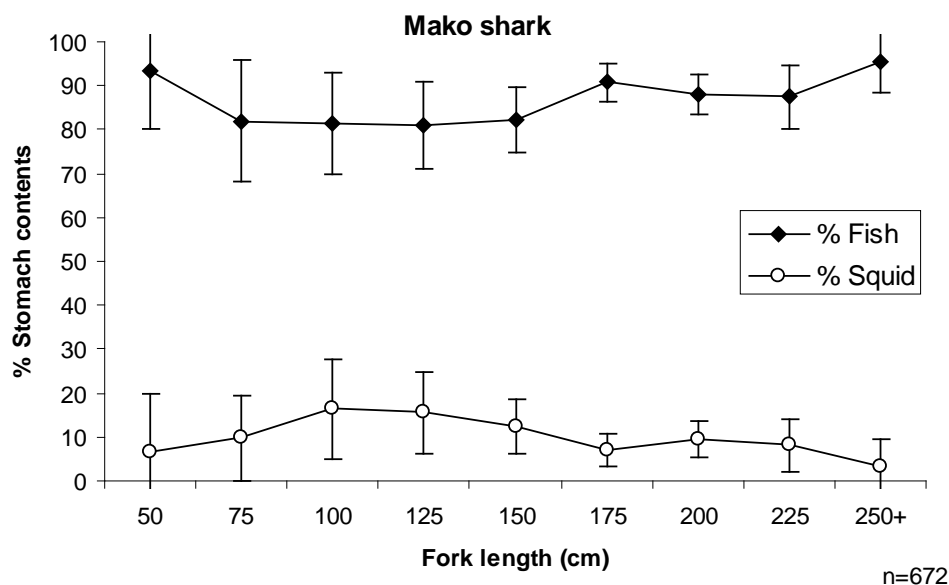 Mako shark
% Stomach contents
100
90
80
70
60
50
40
30
20
10
0
% Fish
% Squid
50 75 100 125 150 175 200 225 250+
Fork length (cm)
n=672